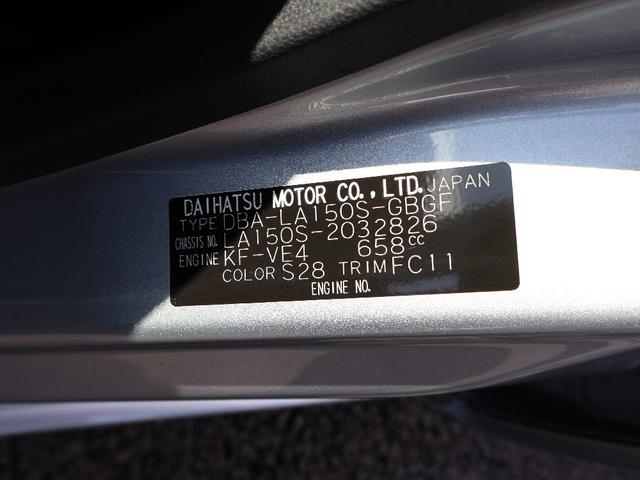 DAIHATSU MOTOR CO.,LTD. JAPAN
TYPE DBA-LA150S-GBGF
CHASSIS NO. LA150S-2032826
ENGINE KF-VE4 658cc
COLOR S28 TRIM FC11
ENGINE NO.